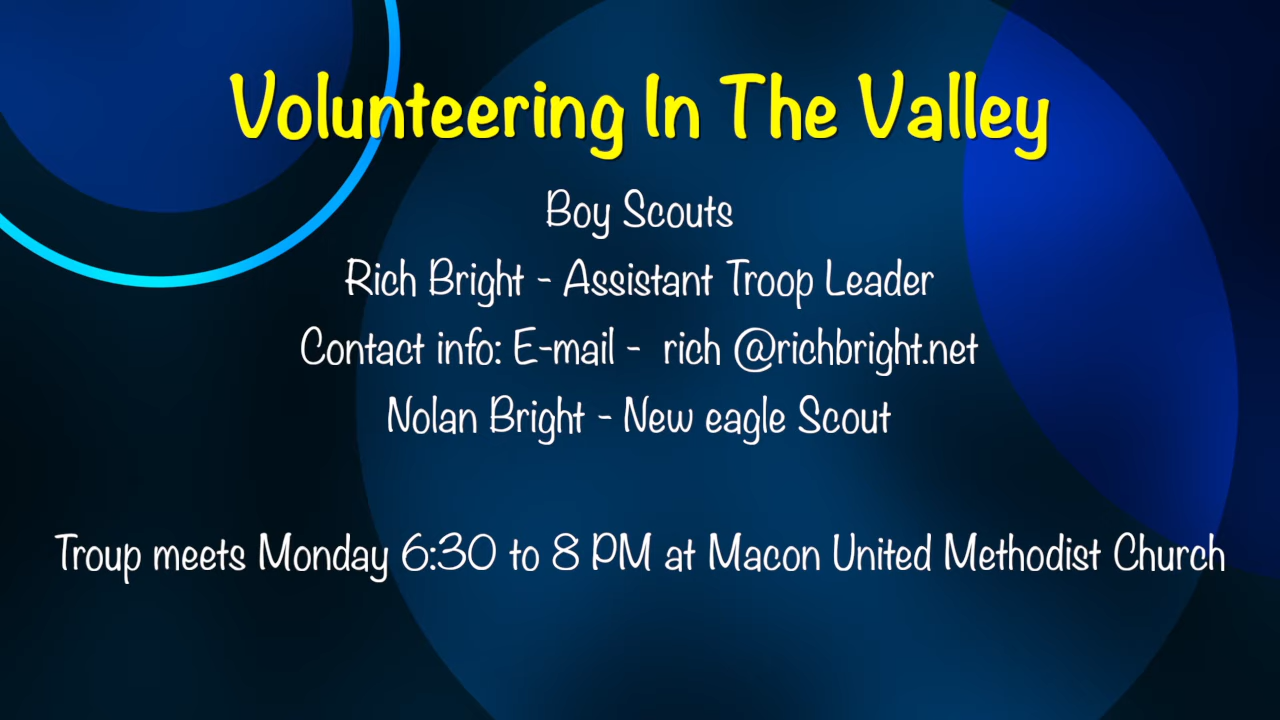 Volunteering In The Valley
Boy Scouts
Rich Bright - Assistant Troop Leader
Contact info: E-mail - rich @richbright.net
Nolan Bright - New eagle Scout
Troup meets Monday 6:30 to 8 PM at Macon United Methodist Church